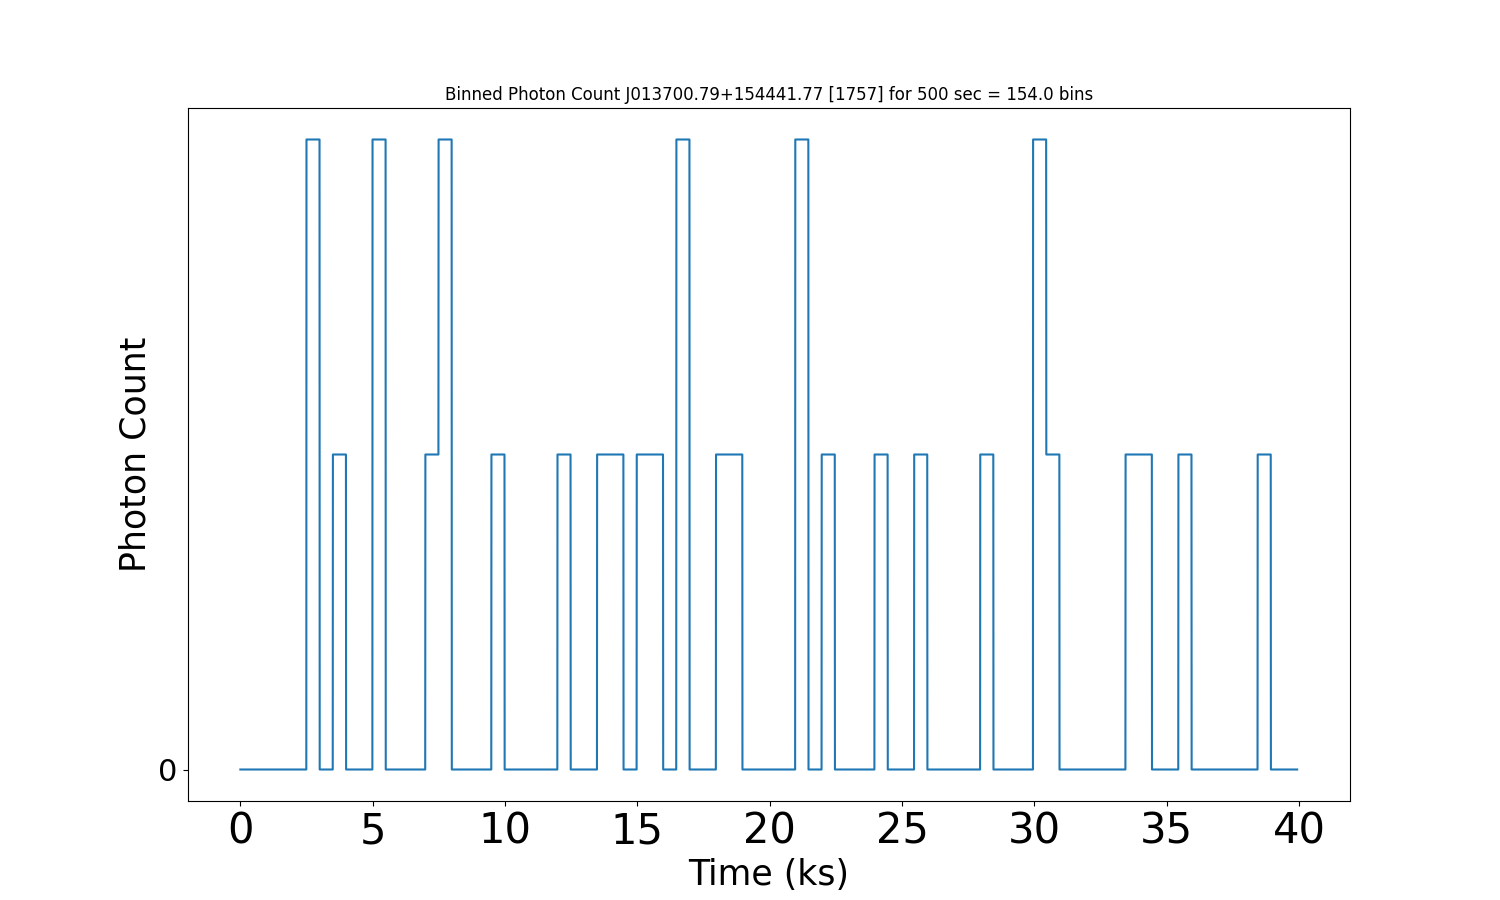 Binned Photon Count J013700.79+154441.77 [1757] for 500 sec = 154.0 bins
Photon Count
0
0 5 10 15 20 25 30 35 40
Time (ks)